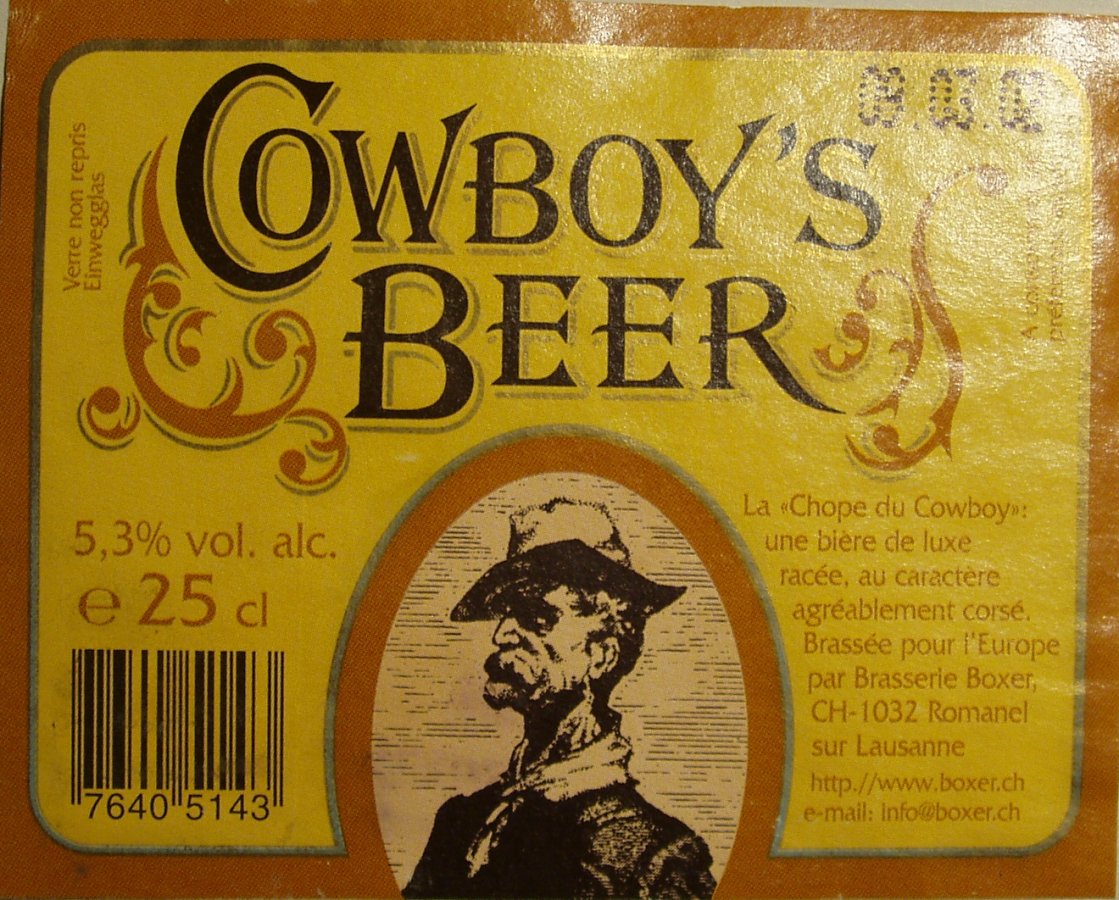 COWBOY'S
BEER
Verre non repris
Einwegglas
5,3% vol. alc.
e 25 cl
7640 5143
La «Chope du Cowboy»:
une bière de luxe
racée, au caractère
agréablement corsé.
Brassée pour l'Europe
par Brasserie Boxer,
CH-1032 Romanel
sur Lausanne
http.//www.boxer.ch
e-mail: info@boxer.ch